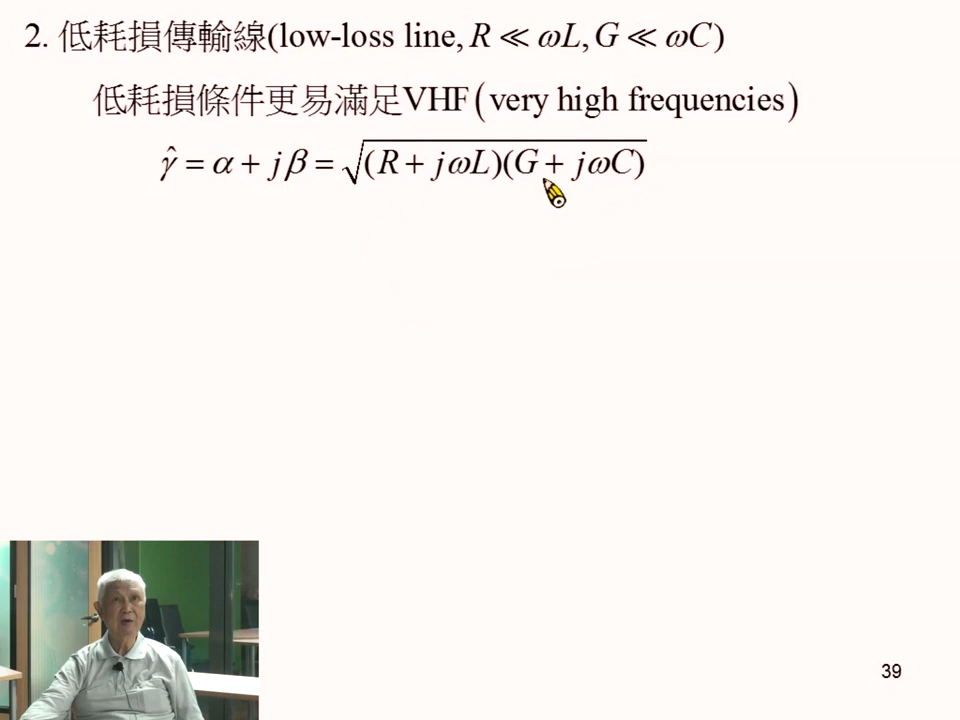 2. 低耗損傳輸線(low-loss line, R ≪ ωL, G ≪ ωC)
低耗損條件更易滿足VHF(very high frequencies)
γ̂ = α + jβ = √(R + jωL)(G + jωC)
39